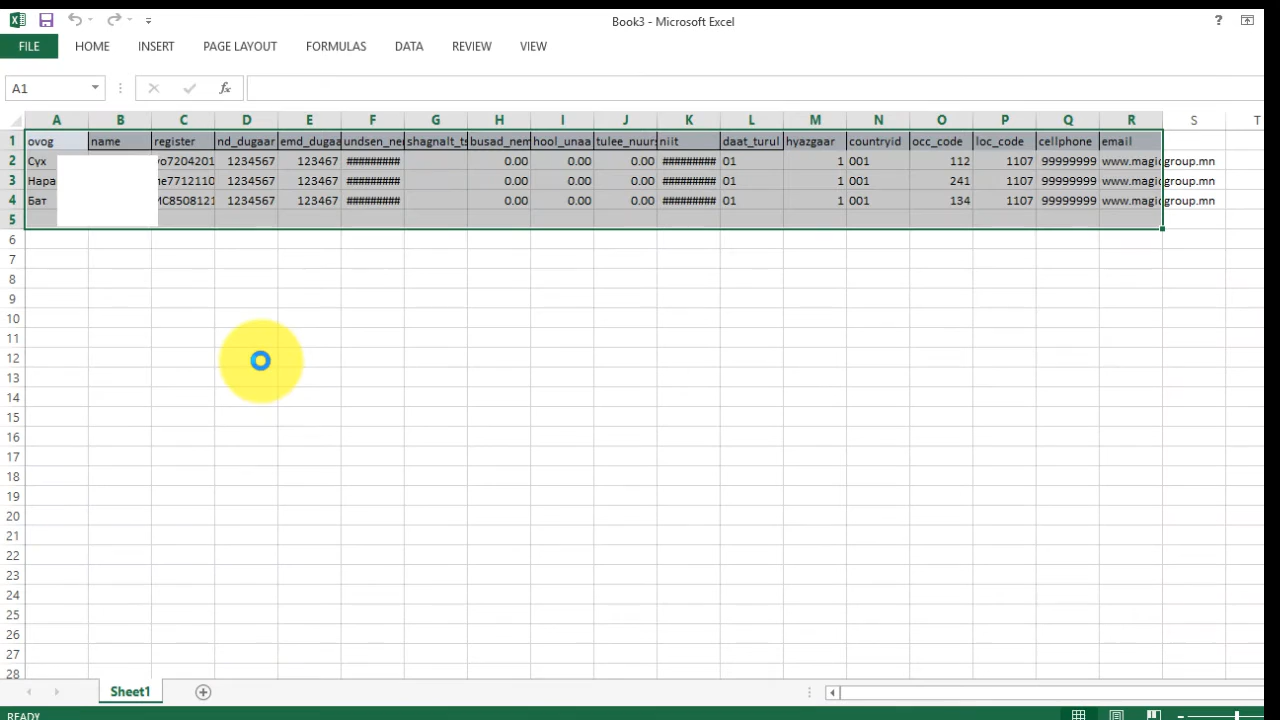 Book3 - Microsoft Excel ?
FILE HOME INSERT PAGE LAYOUT FORMULAS DATA REVIEW VIEW
A1 fx
A B C D E F G H I J K L M N O P Q R S T
1 ovog name register nd_dugaar emd_dugaa undsen_ne shagnalt_ts busad_nem hool_unaa tulee_nuurs niit daat_turul hyazgaar countryid occ_code loc_code cellphone email
2 Сүх 7204201 1234567 123467 ######### 0.00 0.00 0.00 ######### 01 1 001 112 1107 99999999 www.magicgroup.mn
3 Нара 7712110 1234567 123467 ######### 0.00 0.00 0.00 ######### 01 1 001 241 1107 99999999 www.magicgroup.mn
4 Бат МС8508121 1234567 123467 ######### 0.00 0.00 0.00 ######### 01 1 001 134 1107 99999999 www.magicgroup.mn
5
6
7
8
9
10
11
12
13
14
15
16
17
18
19
20
21
22
23
24
25
26
27
28
Sheet1
READY